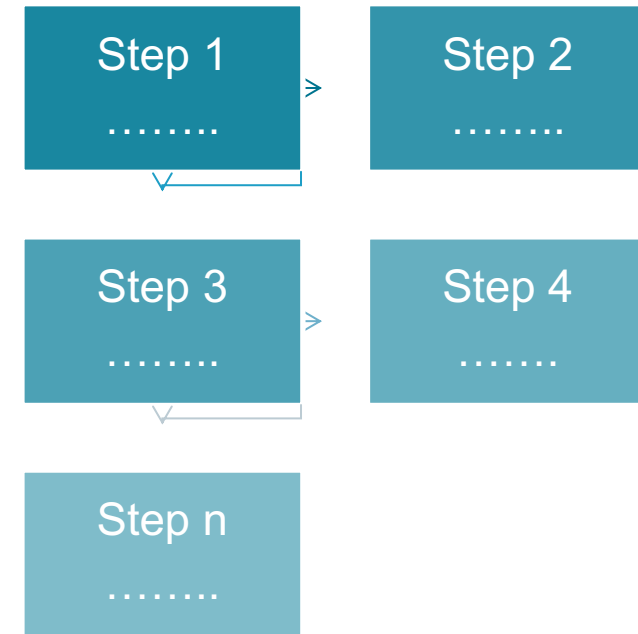 Step 1
........
Step 2
........
Step 3
........
Step 4
.......
Step n
........